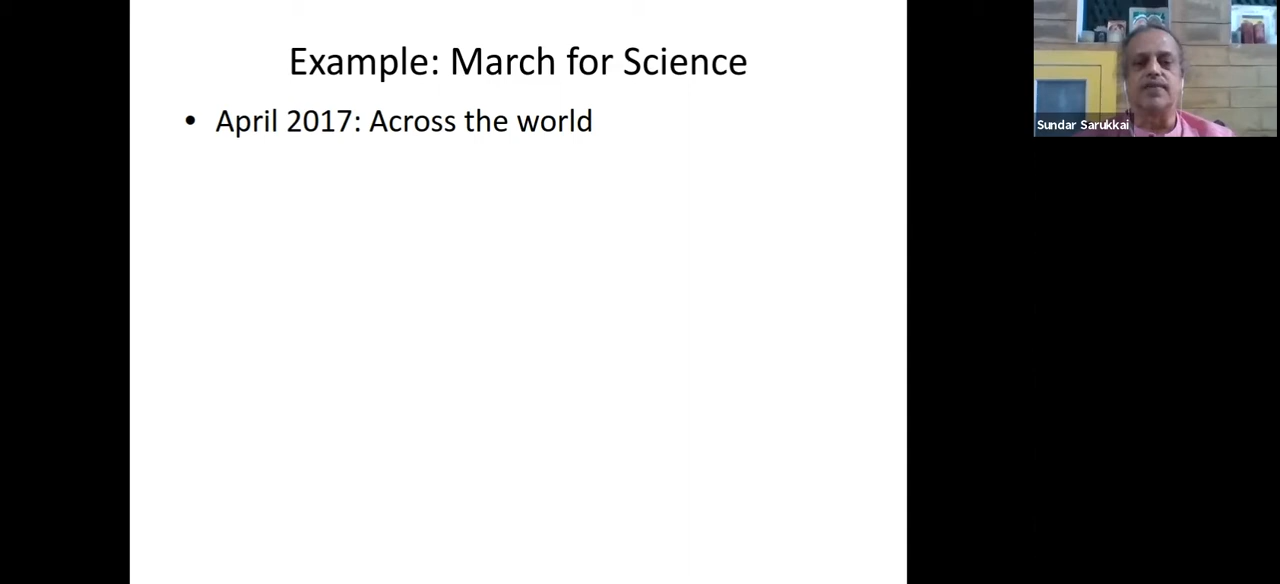 Example: March for Science
• April 2017: Across the world
Sundar Sarukkai